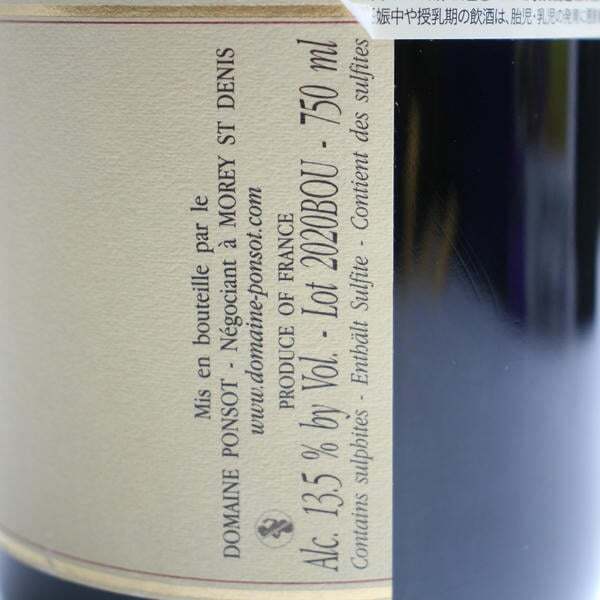 妊娠中や授乳期の飲酒は、胎児・乳児の発育に悪影
Mis en bouteille par le
DOMAINE PONSOT - Négociant à MOREY ST DENIS
www.domaine-ponsot.com
PRODUCE OF FRANCE
Alc. 13.5 % by Vol. - Lot 2020BOU - 750 ml
Contains sulphites - Enthält Sulfite - Contient des sulfites